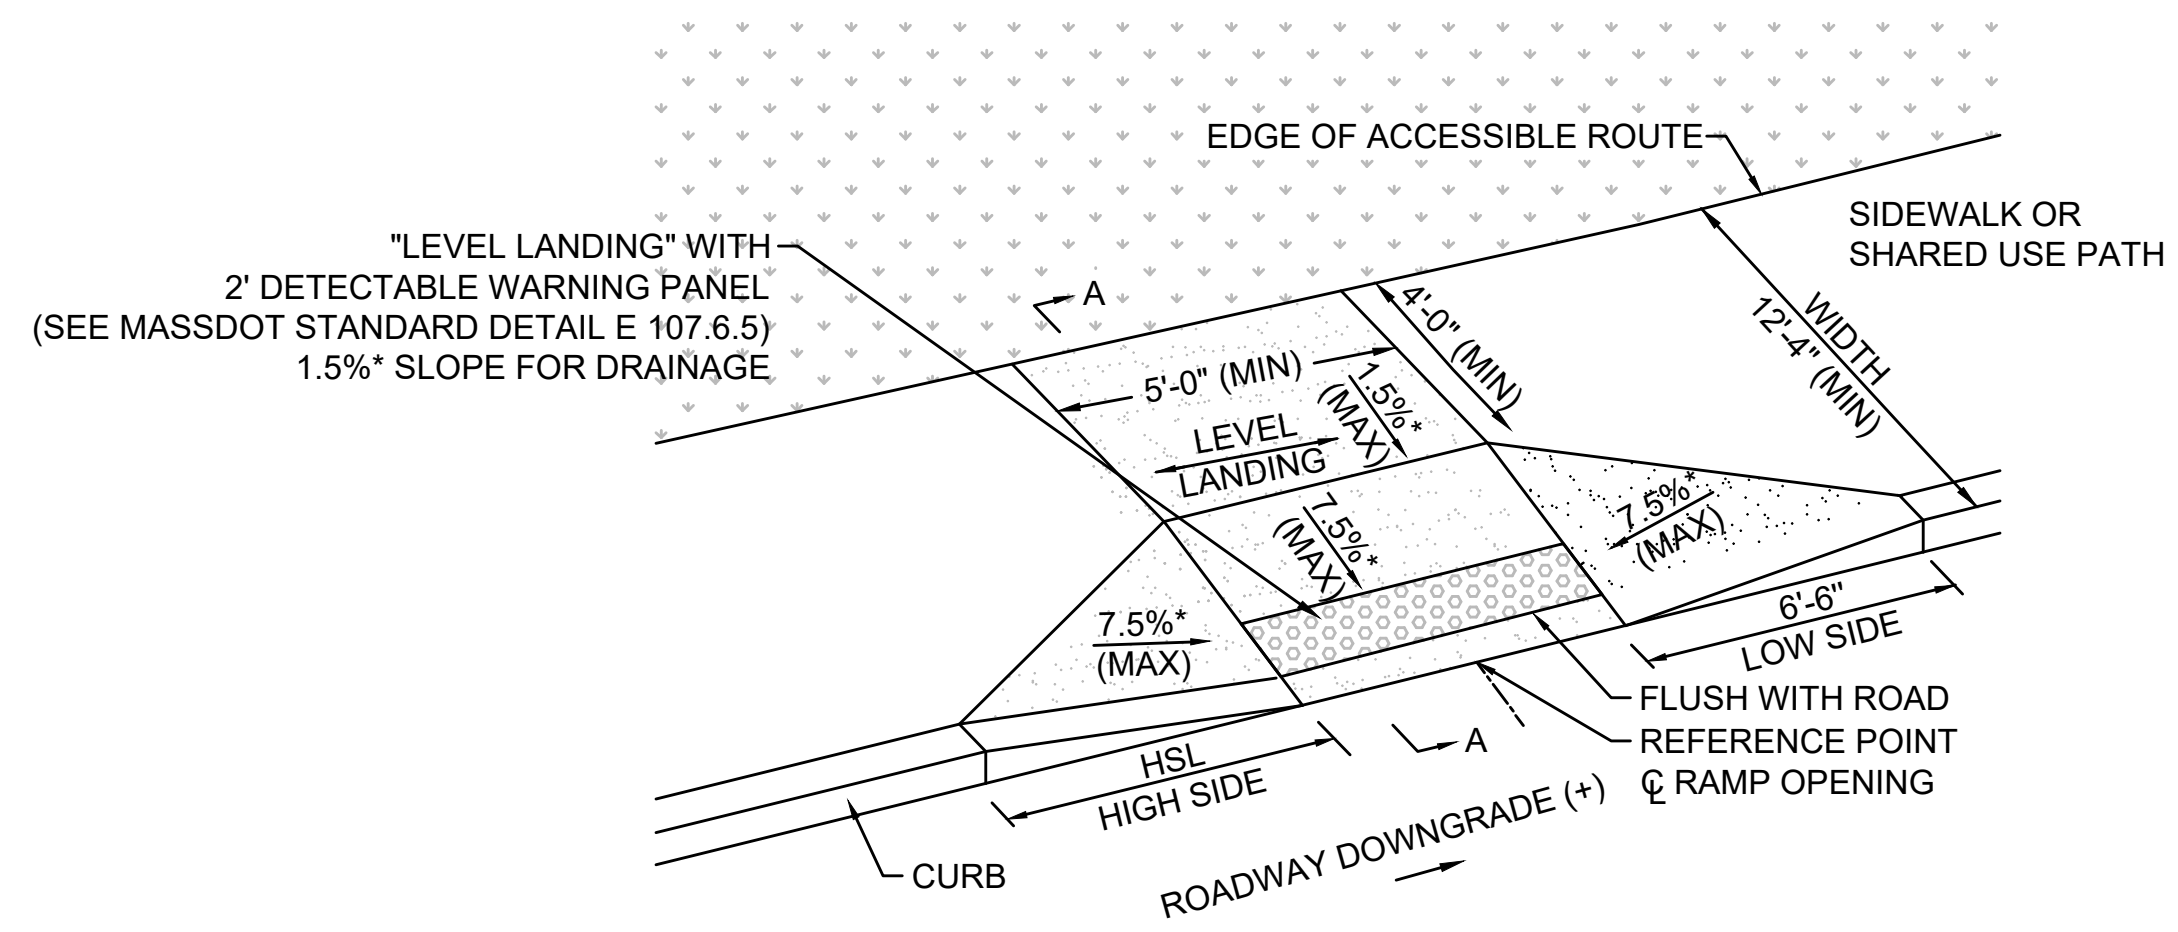 EDGE OF ACCESSIBLE ROUTE
SIDEWALK OR
SHARED USE PATH
"LEVEL LANDING" WITH
2' DETECTABLE WARNING PANEL
(SEE MASSDOT STANDARD DETAIL E 107.6.5)
1.5%* SLOPE FOR DRAINAGE
A
4'-0" (MIN)
WIDTH
12'-4" (MIN)
5'-0" (MIN)
1.5%*
(MAX)
LEVEL
LANDING
7.5%*
(MAX)
7.5%*
(MAX)
7.5%*
(MAX)
6'-6"
LOW SIDE
FLUSH WITH ROAD
REFERENCE POINT
℄ RAMP OPENING
A
HSL
HIGH SIDE
ROADWAY DOWNGRADE (+)
CURB